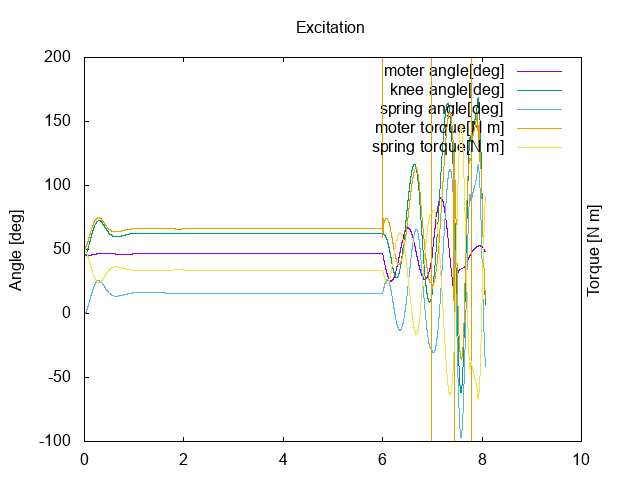 Excitation
200
150
100
50
0
-50
-100
0 2 4 6 8 10
Angle [deg]
Torque [N m]
moter angle[deg]
knee angle[deg]
spring angle[deg]
moter torque[N m]
spring torque[N m]